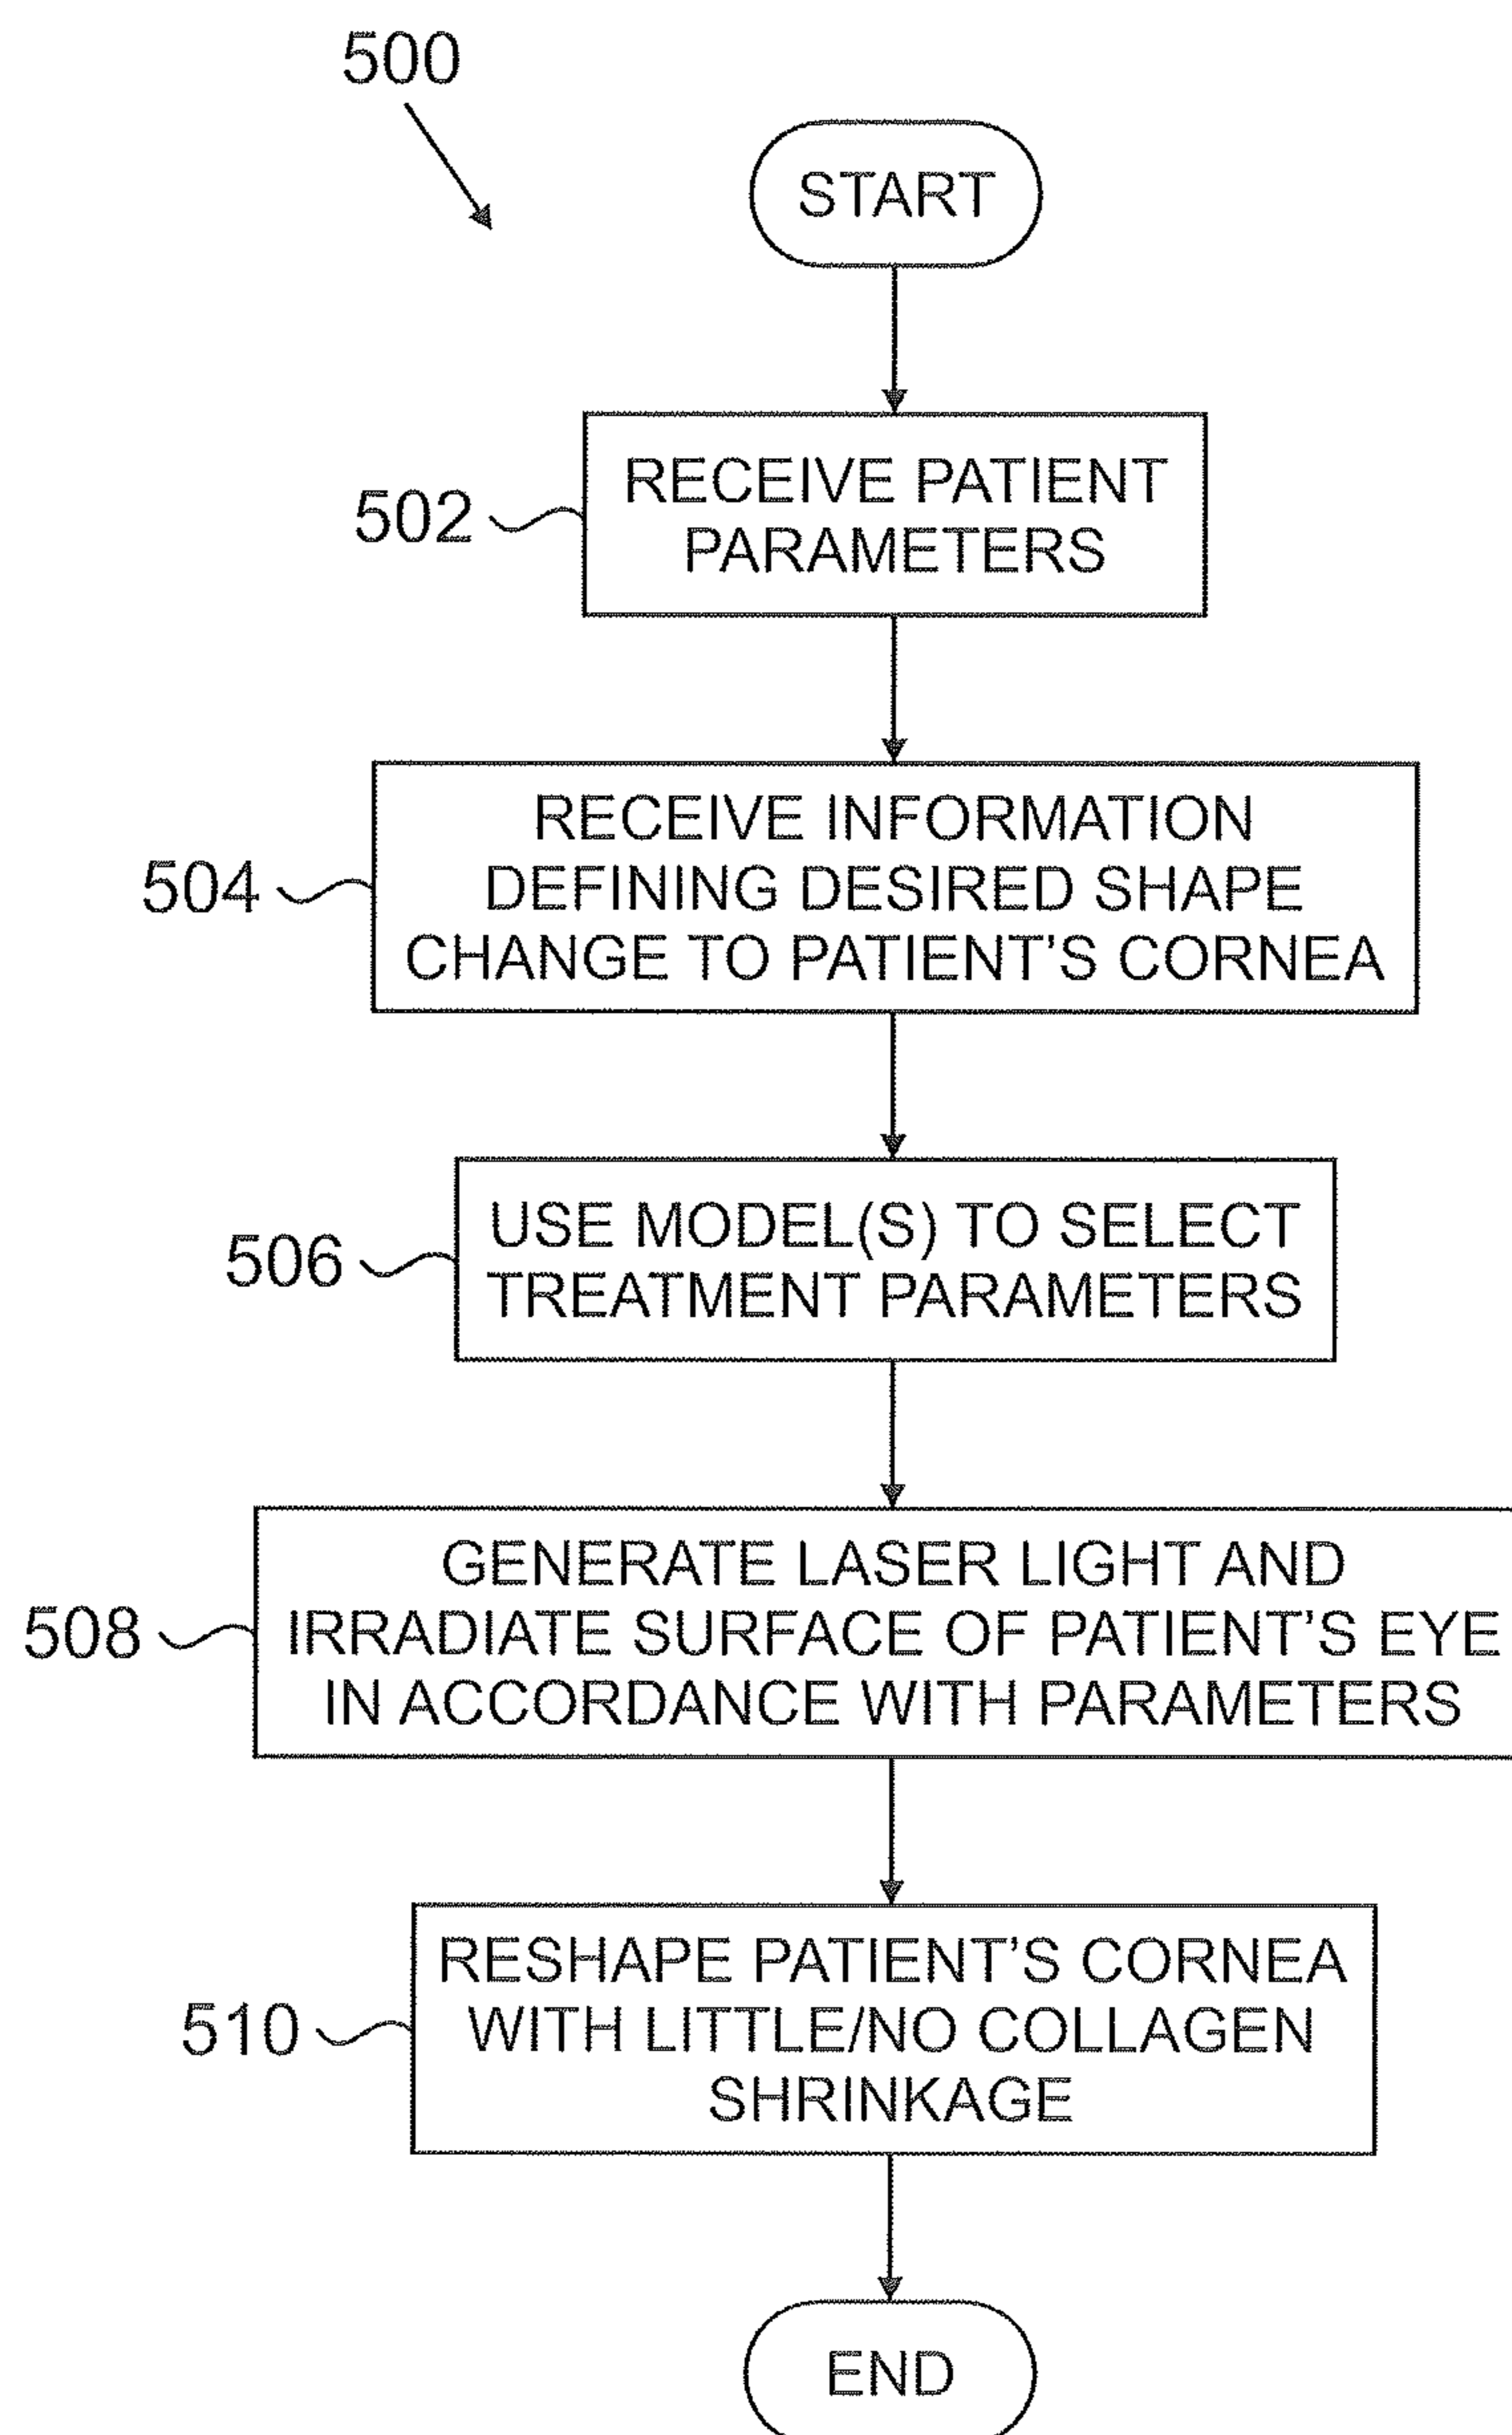 500
START
502
RECEIVE PATIENT
PARAMETERS
504
RECEIVE INFORMATION
DEFINING DESIRED SHAPE
CHANGE TO PATIENT’S CORNEA
506
USE MODEL(S) TO SELECT
TREATMENT PARAMETERS
508
GENERATE LASER LIGHT AND
IRRADIATE SURFACE OF PATIENT’S EYE
IN ACCORDANCE WITH PARAMETERS
510
RESHAPE PATIENT’S CORNEA
WITH LITTLE/NO COLLAGEN
SHRINKAGE
END